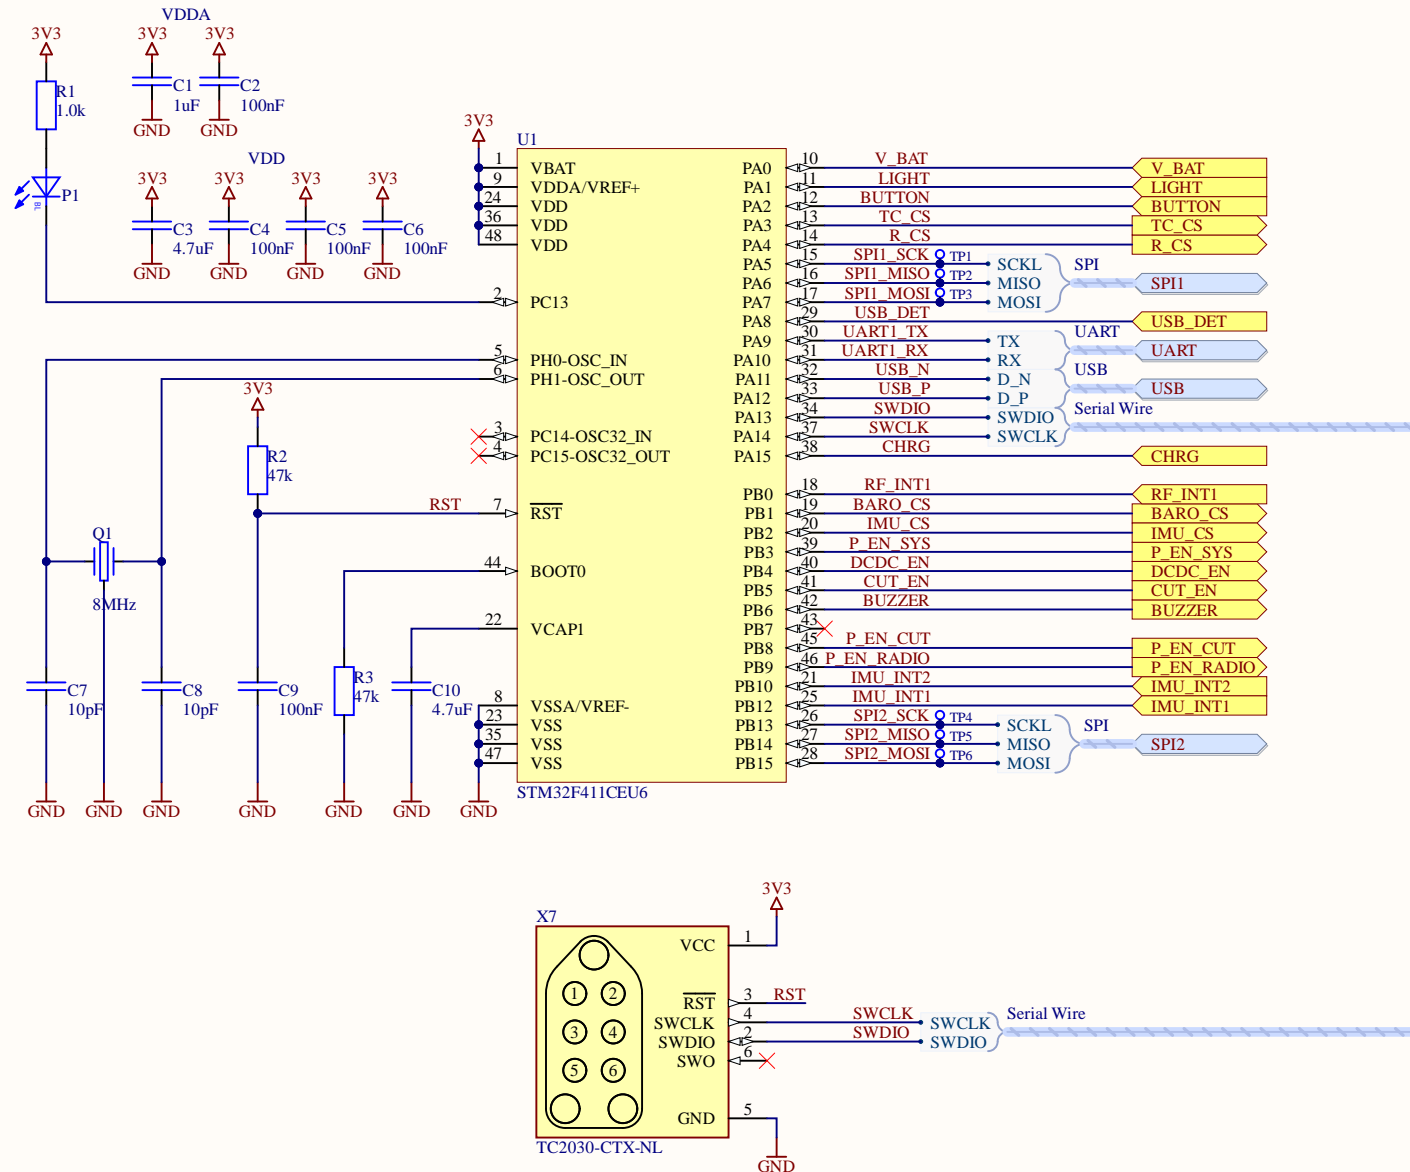 VDDA
3V3
3V3
3V3
R1
1.0k
C1
1uF
C2
100nF
GND
GND
P1
BL
VDD
3V3
3V3
3V3
3V3
C3
4.7uF
C4
100nF
C5
100nF
C6
100nF
GND
GND
GND
GND
3V3
U1
1 VBAT
9 VDDA/VREF+
24 VDD
36 VDD
48 VDD
2 PC13
5 PH0-OSC_IN
6 PH1-OSC_OUT
3 PC14-OSC32_IN
4 PC15-OSC32_OUT
RST 7 RST
44 BOOT0
22 VCAP1
8 VSSA/VREF-
23 VSS
35 VSS
47 VSS
STM32F411CEU6
PA0 10 V_BAT V_BAT
PA1 11 LIGHT LIGHT
PA2 12 BUTTON BUTTON
PA3 13 TC_CS TC_CS
PA4 14 R_CS R_CS
PA5 15 SPI1_SCK TP1 SCKL SPI
PA6 16 SPI1_MISO TP2 MISO SPI1
PA7 17 SPI1_MOSI TP3 MOSI
PA8 29 USB_DET USB_DET
PA9 30 UART1_TX TX UART
PA10 31 UART1_RX RX UART
PA11 32 USB_N D_N USB
PA12 33 USB_P D_P USB
PA13 34 SWDIO SWDIO Serial Wire
PA14 37 SWCLK SWCLK
PA15 38 CHRG CHRG
PB0 18 RF_INT1 RF_INT1
PB1 19 BARO_CS BARO_CS
PB2 20 IMU_CS IMU_CS
PB3 39 P_EN_SYS P_EN_SYS
PB4 40 DCDC_EN DCDC_EN
PB5 41 CUT_EN CUT_EN
PB6 42 BUZZER BUZZER
PB7 43
PB8 45 P_EN_CUT P_EN_CUT
PB9 46 P_EN_RADIO P_EN_RADIO
PB10 21 IMU_INT2 IMU_INT2
PB12 25 IMU_INT1 IMU_INT1
PB13 26 SPI2_SCK TP4 SCKL SPI
PB14 27 SPI2_MISO TP5 MISO SPI2
PB15 28 SPI2_MOSI TP6 MOSI
3V3
R2
47k
Q1
8MHz
C7
10pF
C8
10pF
C9
100nF
R3
47k
C10
4.7uF
GND
GND
GND
GND
GND
GND
GND
3V3
X7
VCC 1
RST 3 RST
SWCLK 4 SWCLK SWCLK Serial Wire
SWDIO 2 SWDIO SWDIO
SWO 6
GND 5
1 2
3 4
5 6
TC2030-CTX-NL
GND